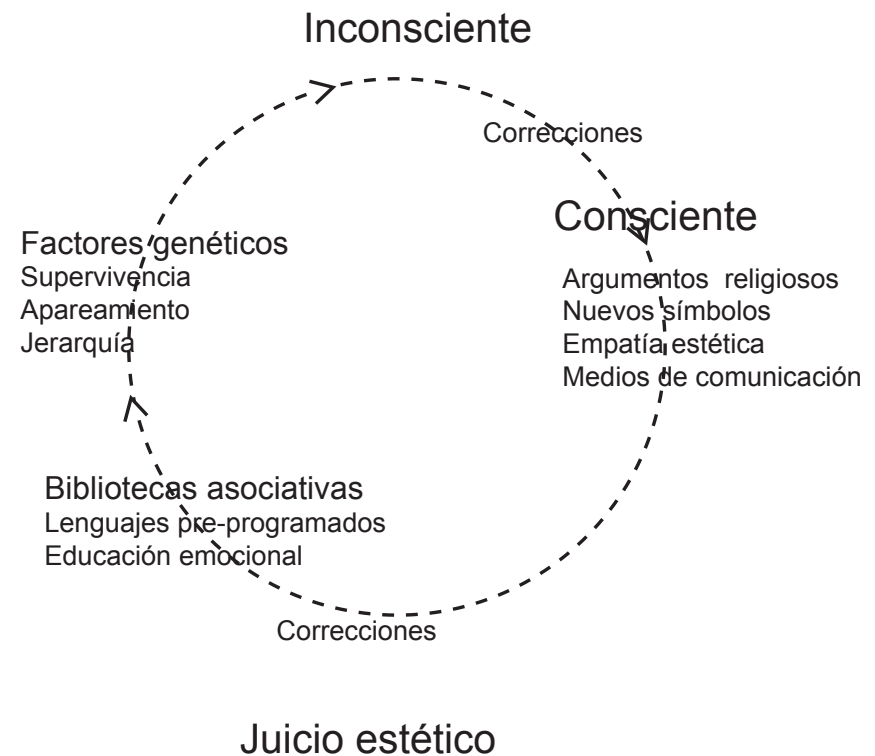 Inconsciente
Correcciones
Consciente
Argumentos religiosos
Nuevos símbolos
Empatía estética
Medios de comunicación
Factores genéticos
Supervivencia
Apareamiento
Jerarquía
Bibliotecas asociativas
Lenguajes pre-programados
Educación emocional
Correcciones
Juicio estético